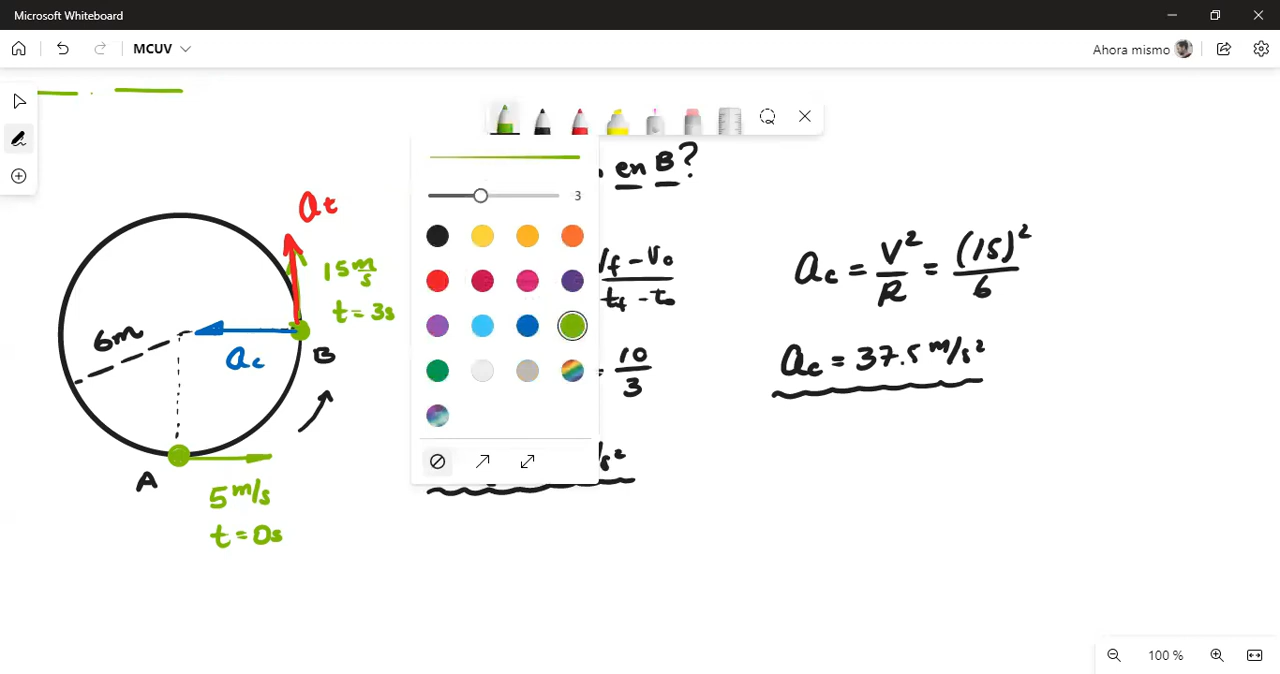 Microsoft Whiteboard
MCUV
Ahora mismo
en B?
at
15 m/s
t = 3s
6m
ac
B
A
5 m/s
t = 0s
3
Vf - Vo
tf - to
= 10/3
/s²
ac = V²/R = (15)²/6
ac = 37.5 m/s²
100 %